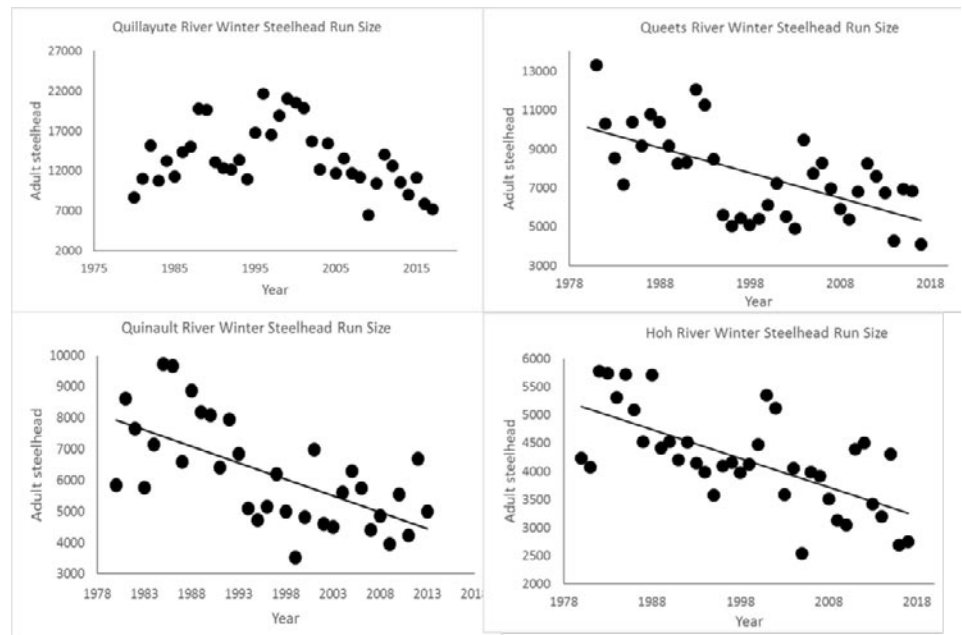 Quillayute River Winter Steelhead Run Size
27000
22000
17000
12000
7000
2000
Adult steelhead
1975 1985 1995 2005 2015
Year
Queets River Winter Steelhead Run Size
13000
11000
9000
7000
5000
3000
Adult steelhead
1978 1988 1998 2008 2018
Year
Quinault River Winter Steelhead Run Size
10000
9000
8000
7000
6000
5000
4000
3000
Adult steelhead
1978 1983 1988 1993 1998 2003 2008 2013 2018
Year
Hoh River Winter Steelhead Run Size
6000
5500
5000
4500
4000
3500
3000
2500
2000
Adult steelhead
1978 1988 1998 2008 2018
Year